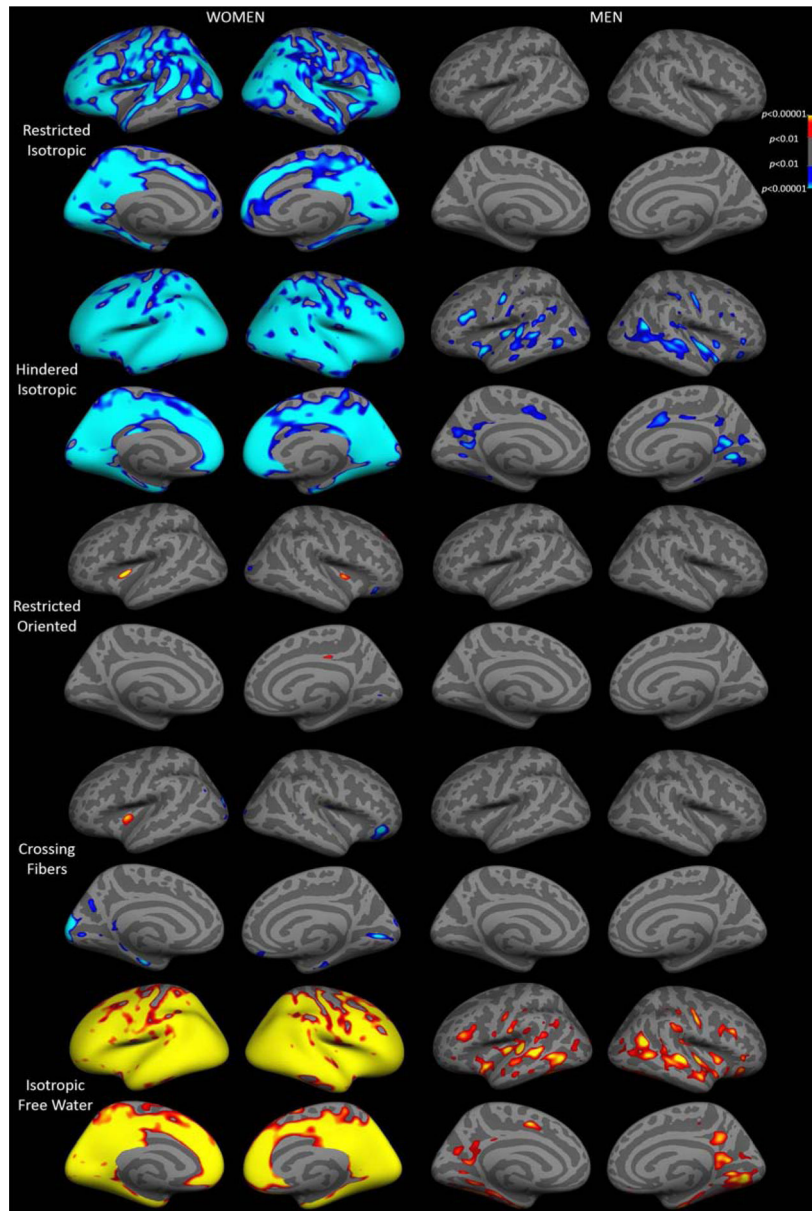 WOMEN
MEN
p<0.00001
p<0.01
p<0.01
p<0.00001
Restricted
Isotropic
Hindered
Isotropic
Restricted
Oriented
Crossing
Fibers
Isotropic
Free Water